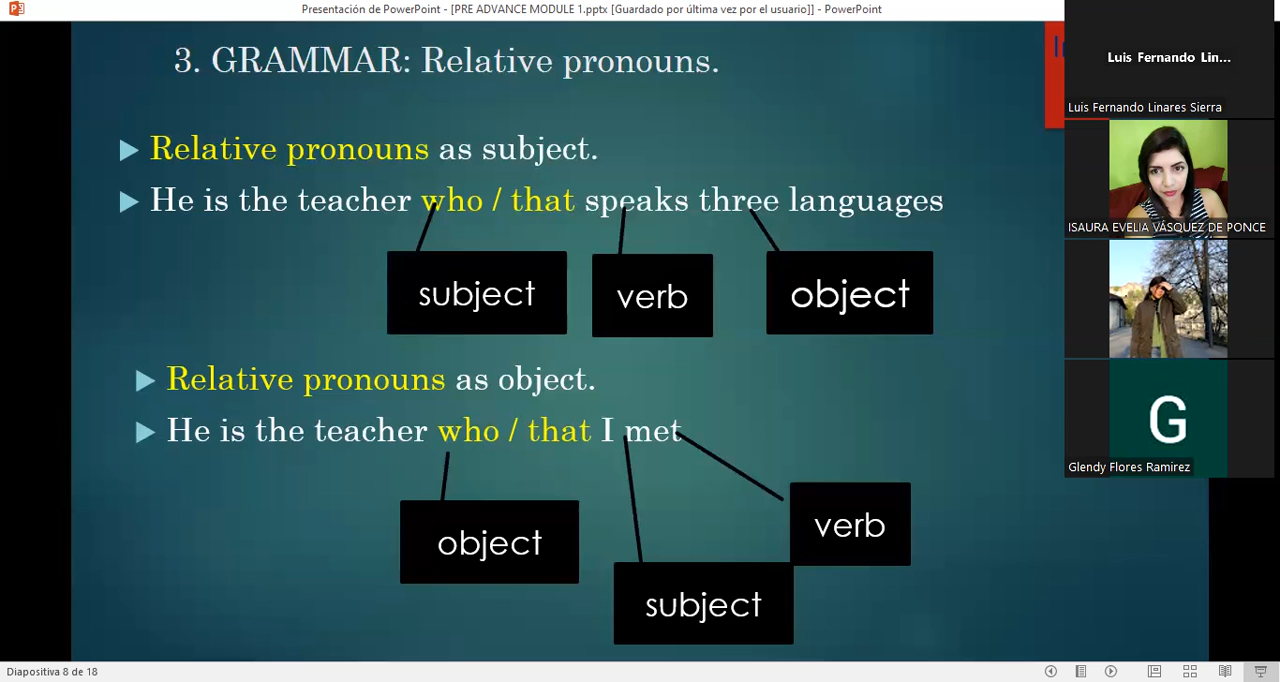 Presentación de PowerPoint - [PRE ADVANCE MODULE 1.pptx [Guardado por última vez por el usuario]] - PowerPoint
3. GRAMMAR: Relative pronouns.
Relative pronouns as subject.
He is the teacher who / that speaks three languages
subject
verb
object
Relative pronouns as object.
He is the teacher who / that I met
object
verb
subject
Luis Fernando Lin...
Luis Fernando Linares Sierra
ISAURA EVELIA VÁSQUEZ DE PONCE
G
Glendy Flores Ramirez
Diapositiva 8 de 18